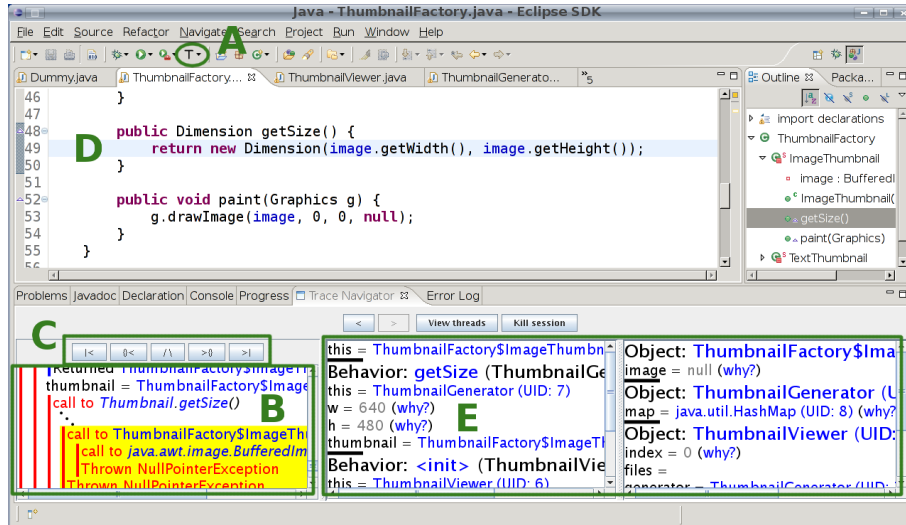 Java - ThumbnailFactory.java - Eclipse SDK
File Edit Source Refactor Navigate Search Project Run Window Help
A
T
Dummy.java ThumbnailFactory.... ThumbnailViewer.java ThumbnailGenerato... »5
Outline Packa...
46 }
47
48 public Dimension getSize() {
49 return new Dimension(image.getWidth(), image.getHeight());
50 }
51
52 public void paint(Graphics g) {
53 g.drawImage(image, 0, 0, null);
54 }
55 }
56
D
import declarations
ThumbnailFactory
ImageThumbnail
image : BufferedI
ImageThumbnail(
getSize()
paint(Graphics)
TextThumbnail
Problems Javadoc Declaration Console Progress Trace Navigator Error Log
< > View threads Kill session
C
|< ()< /\ >() >|
Returned ThumbnailFactory$ImageT
thumbnail = ThumbnailFactory$Image
call to Thumbnail.getSize()
B
call to ThumbnailFactory$ImageThu
call to java.awt.image.BufferedIm
Thrown NullPointerException
Thrown NullPointerException
this = ThumbnailFactory$ImageThumbn
Behavior: getSize (ThumbnailGe
this = ThumbnailGenerator (UID: 7)
w = 640 (why?)
h = 480 (why?)
E
thumbnail = ThumbnailFactory$ImageT
Behavior: <init> (ThumbnailVie
this = ThumbnailViewer (UID: 6)
Object: ThumbnailFactory$Ima
image = null (why?)
Object: ThumbnailGenerator (U
map = java.util.HashMap (UID: 8) (why?
Object: ThumbnailViewer (UID:
index = 0 (why?)
files =
generator = ThumbnailGenerator (UID: